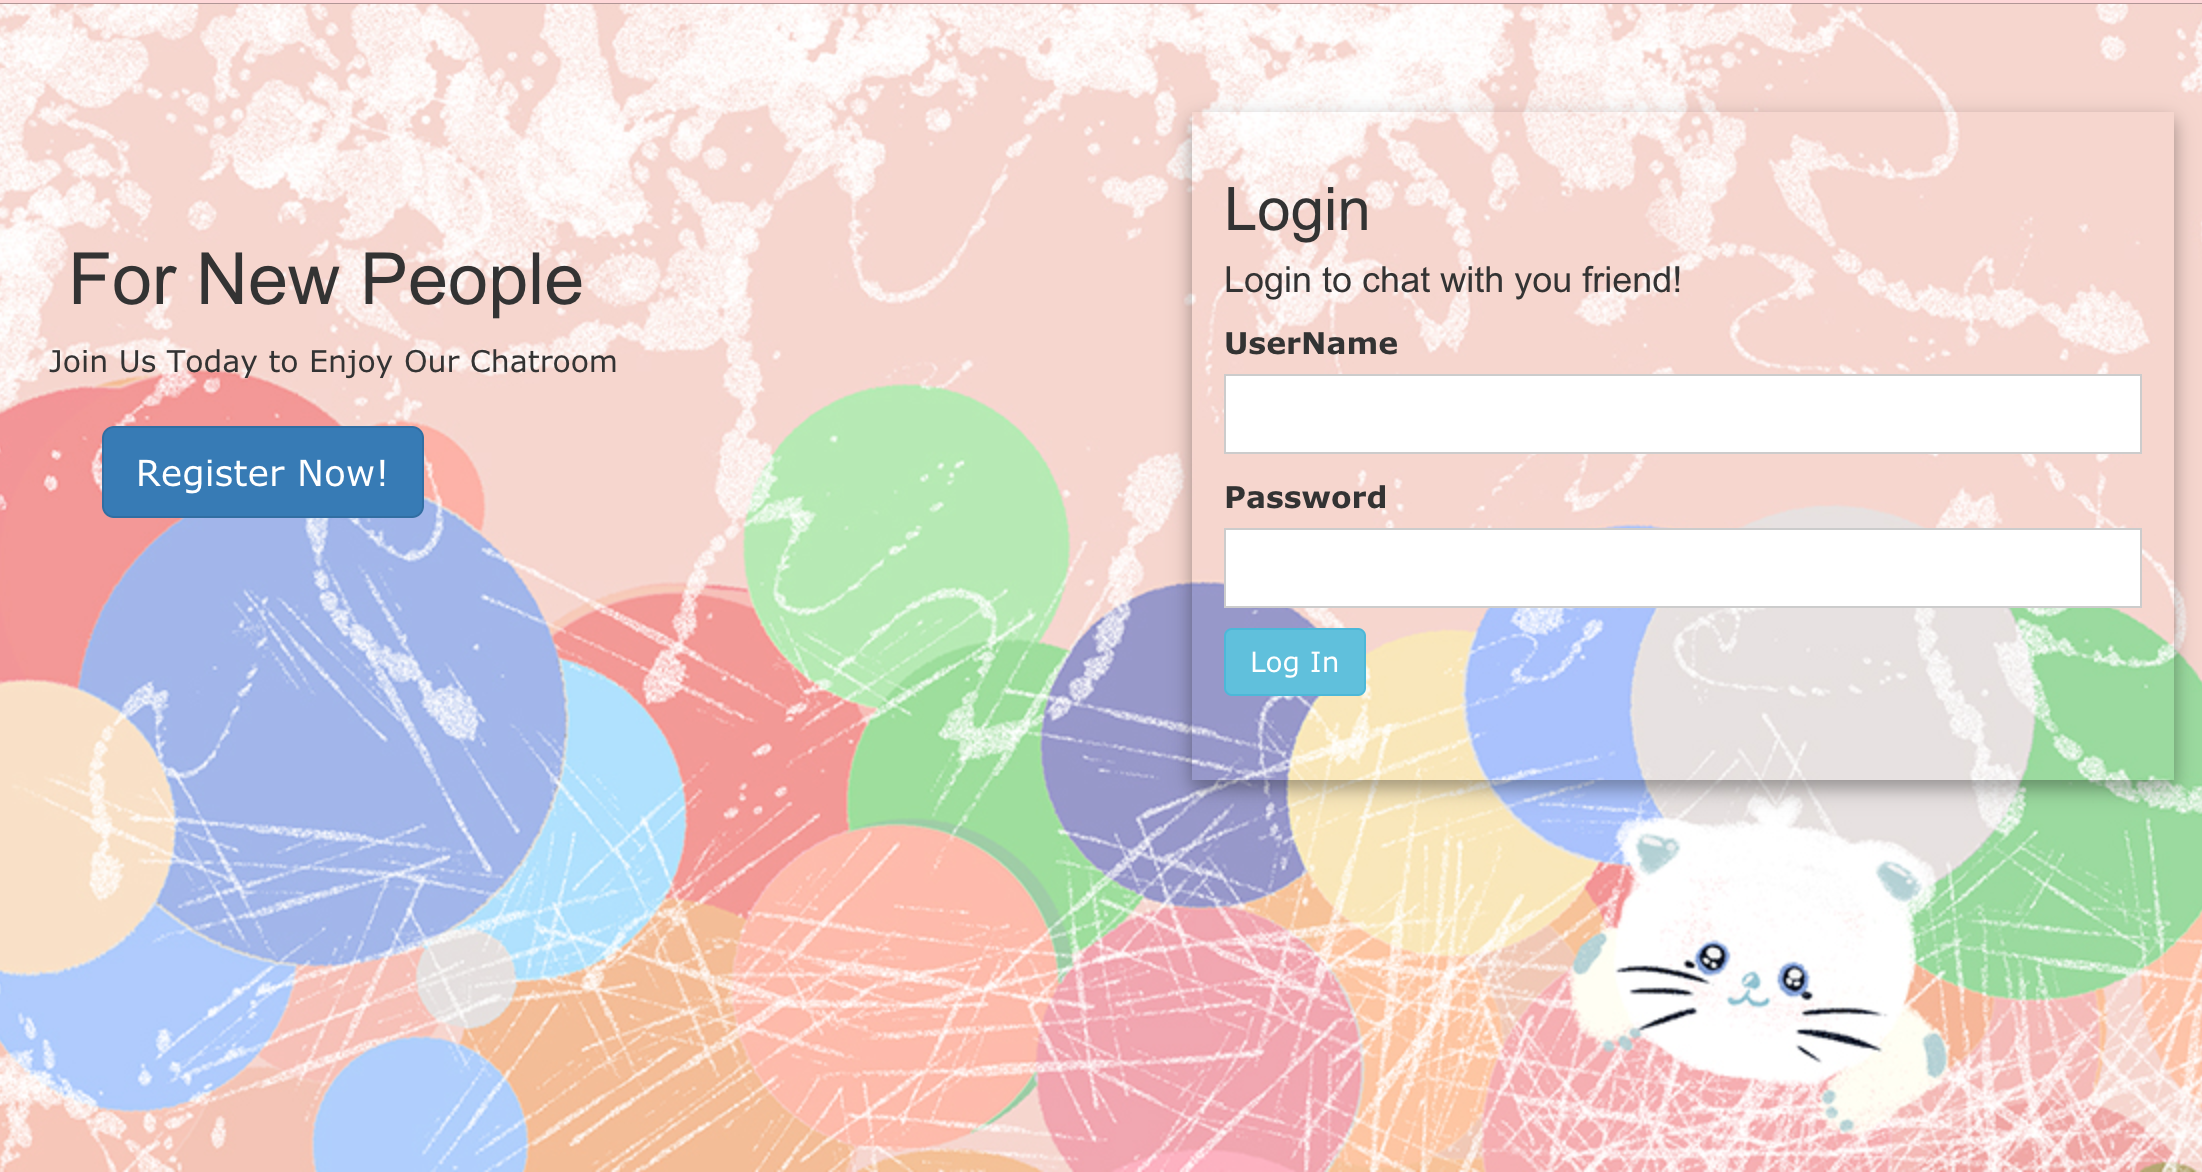 For New People
Join Us Today to Enjoy Our Chatroom
Register Now!
Login
Login to chat with you friend!
UserName
Password
Log In